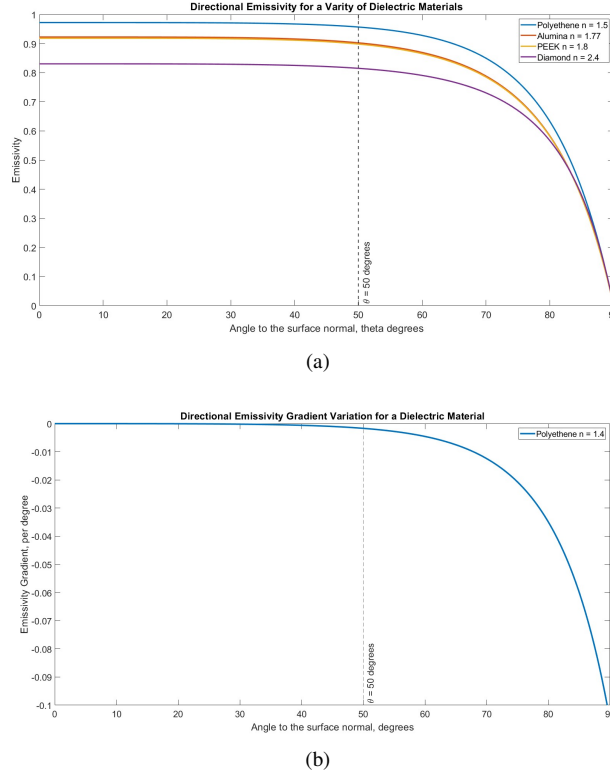 Directional Emissivity for a Varity of Dielectric Materials
Polyethene n = 1.5
Alumina n = 1.77
PEEK n = 1.8
Diamond n = 2.4
1
0.9
0.8
0.7
0.6
0.5
0.4
0.3
0.2
0.1
0
Emissivity
θ = 50 degrees
0 10 20 30 40 50 60 70 80 9
Angle to the surface normal, theta degrees
(a)
Directional Emissivity Gradient Variation for a Dielectric Material
Polyethene n = 1.4
0
-0.01
-0.02
-0.03
-0.04
-0.05
-0.06
-0.07
-0.08
-0.09
-0.1
Emissivity Gradient, per degree
θ = 50 degrees
0 10 20 30 40 50 60 70 80 9
Angle to the surface normal, degrees
(b)